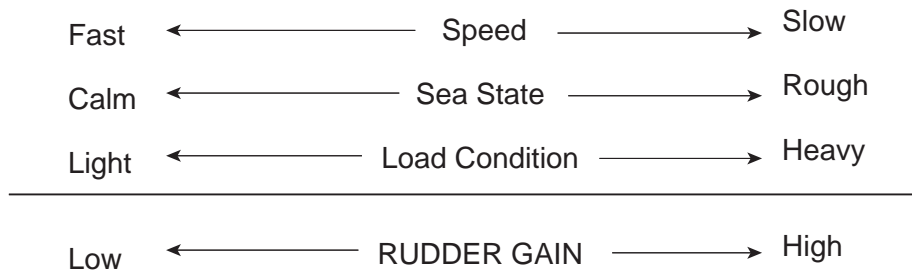 Fast Speed Slow
Calm Sea State Rough
Light Load Condition Heavy
Low RUDDER GAIN High